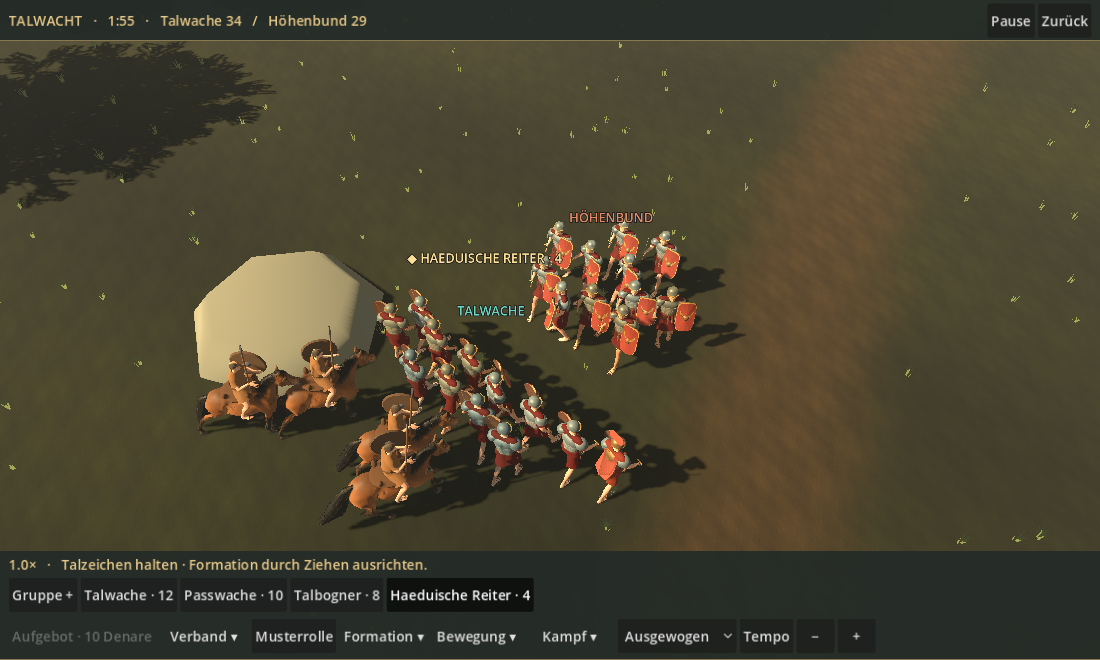 TALWACHT · 1:55 · Talwache 34 / Höhenbund 29
Pause Zurück
HÖHENBUND
◆ HAEDUISCHE REITER · 4
TALWACHE
1.0× · Talzeichen halten · Formation durch Ziehen ausrichten.
Gruppe + Talwache · 12 Passwache · 10 Talbogner · 8 Haeduische Reiter · 4
Aufgebot · 10 Denare Verband ▾ Musterrolle Formation ▾ Bewegung ▾ Kampf ▾ Ausgewogen Tempo − +